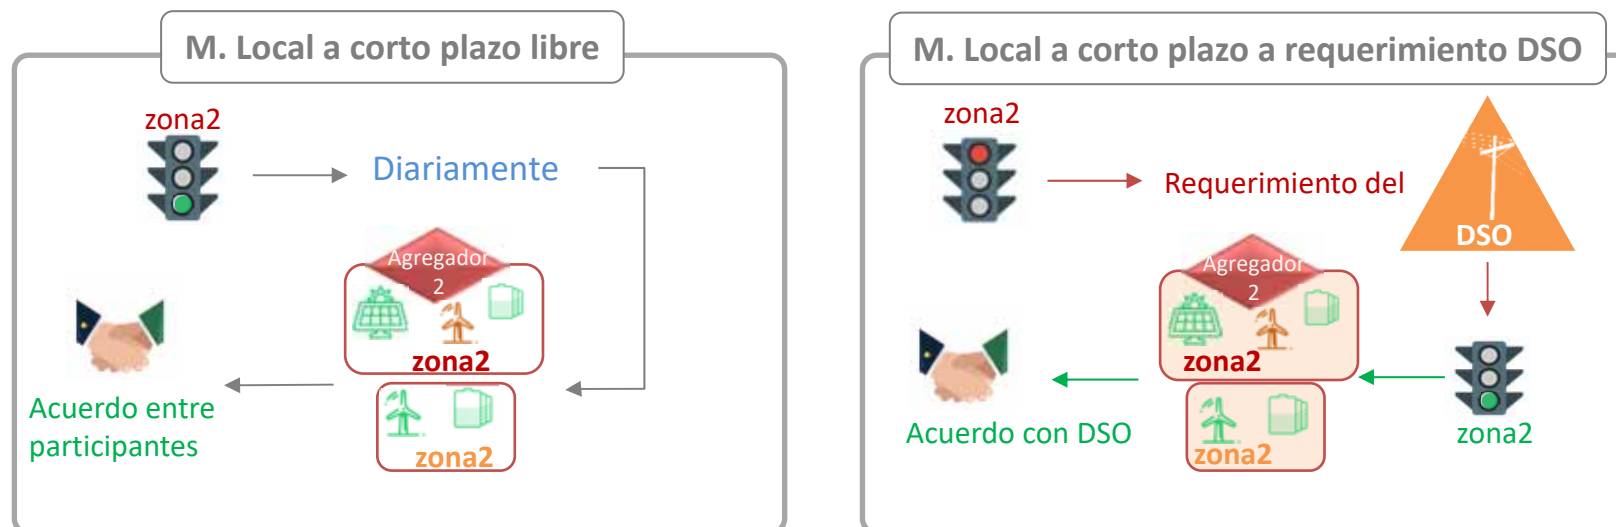 M. Local a corto plazo libre
zona2
Diariamente
Agregador
2
zona2
zona2
Acuerdo entre
participantes
M. Local a corto plazo a requerimiento DSO
zona2
Requerimiento del
DSO
Agregador
2
zona2
zona2
Acuerdo con DSO
zona2